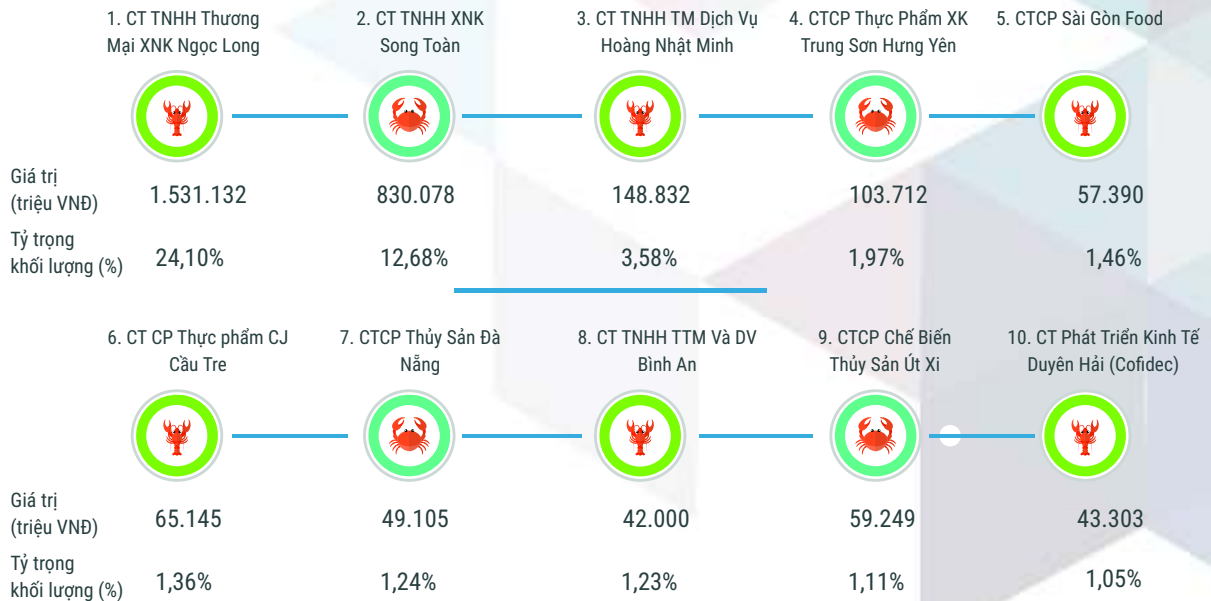 1. CT TNHH Thương
Mại XNK Ngọc Long
2. CT TNHH XNK
Song Toàn
3. CT TNHH TM Dịch Vụ
Hoàng Nhật Minh
4. CTCP Thực Phẩm XK
Trung Sơn Hưng Yên
5. CTCP Sài Gòn Food
Giá trị
(triệu VNĐ)
1.531.132
830.078
148.832
103.712
57.390
Tỷ trọng
khối lượng (%)
24,10%
12,68%
3,58%
1,97%
1,46%
6. CT CP Thực phẩm CJ
Cầu Tre
7. CTCP Thủy Sản Đà
Nẵng
8. CT TNHH TTM Và DV
Bình An
9. CTCP Chế Biến
Thủy Sản Út Xi
10. CT Phát Triển Kinh Tế
Duyên Hải (Cofidec)
Giá trị
(triệu VNĐ)
65.145
49.105
42.000
59.249
43.303
Tỷ trọng
khối lượng (%)
1,36%
1,24%
1,23%
1,11%
1,05%